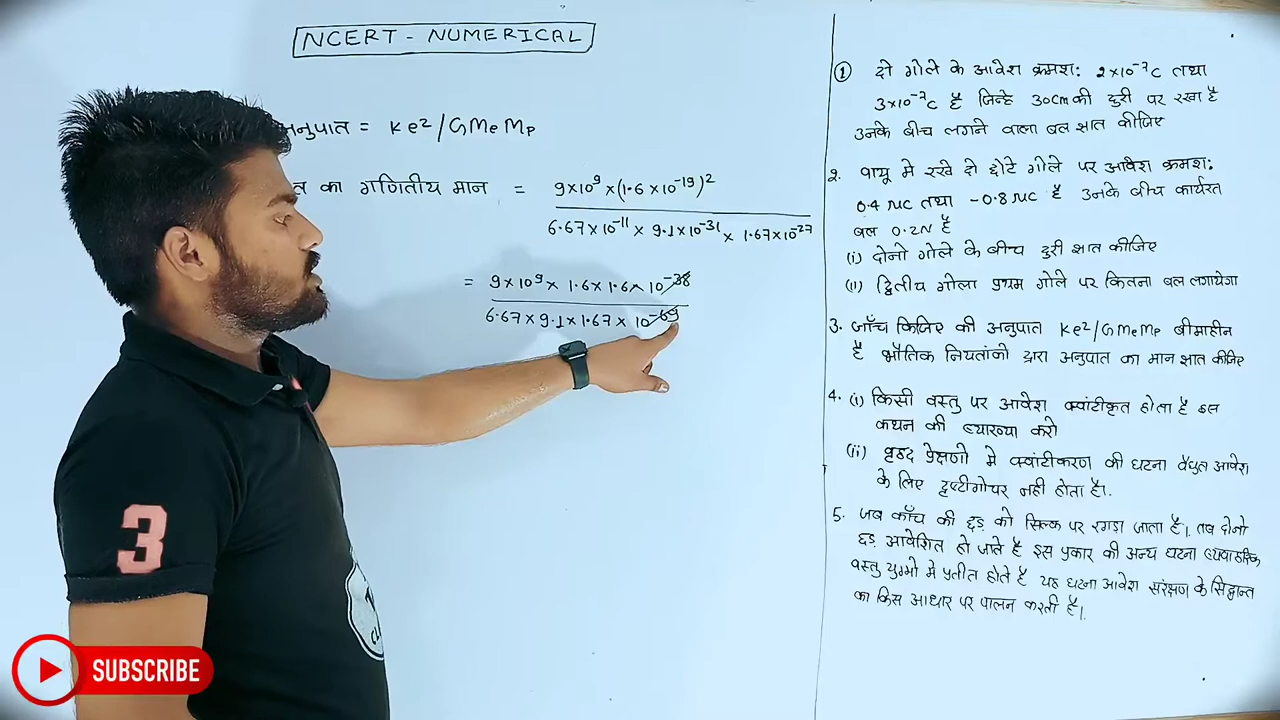 NCERT - NUMERICAL
अनुपात = Ke²/GMeMp
का गणितीय मान = 9×10⁹×(1.6×10⁻¹⁹)²
6.67×10⁻¹¹ × 9.1×10⁻³¹ × 1.67×10⁻²⁷
= 9×10⁹× 1.6×1.6× 10⁻³⁸
6.67×9.1×1.67× 10⁻⁶⁹
① दो गोले के आवेश क्रमश: 2×10⁻⁷C तथा
3×10⁻⁷C है जिन्हे 30cm की दुरी पर रखा है
उनके बीच लगने वाला बल ज्ञात कीजिए
2. वायू मे रखे दो छोटे गोले पर आवेश क्रमश:
0.4 μC तथा -0.8 μC है उनके बीच कार्यरत
बल 0.2N है
(i) दोनो गोले के बीच दुरी ज्ञात कीजिए
(ii) द्वितीय गोला प्रथम गोले पर कितना बल लगायेगा
3. जाँच किजिए की अनुपात Ke²/GMeMp बीमाहीन
है भौतिक नियतांको द्वारा अनुपात का मान ज्ञात कीजिए
4. (i) किसी वस्तु पर आवेश क्वांटीकृत होता है इस
कथन की व्याख्या करो
(ii) वृहद प्रेक्षणो मे क्वांटीकरण की घटना वैधुत आवेश
के लिए दृष्टीगोचर नही होता है।.
5. जब काँच की छड़ को सिल्क पर रगडा जाता है। तब दोनो
छड़ आवेशित हो जाते है इस प्रकार की अन्य घटना
वस्तु युग्मो मे प्रतीत होते है यह घटना आवेश संरक्षण के सिद्धान्त
का किस आधार पर पालन करती है।.
3
SUBSCRIBE